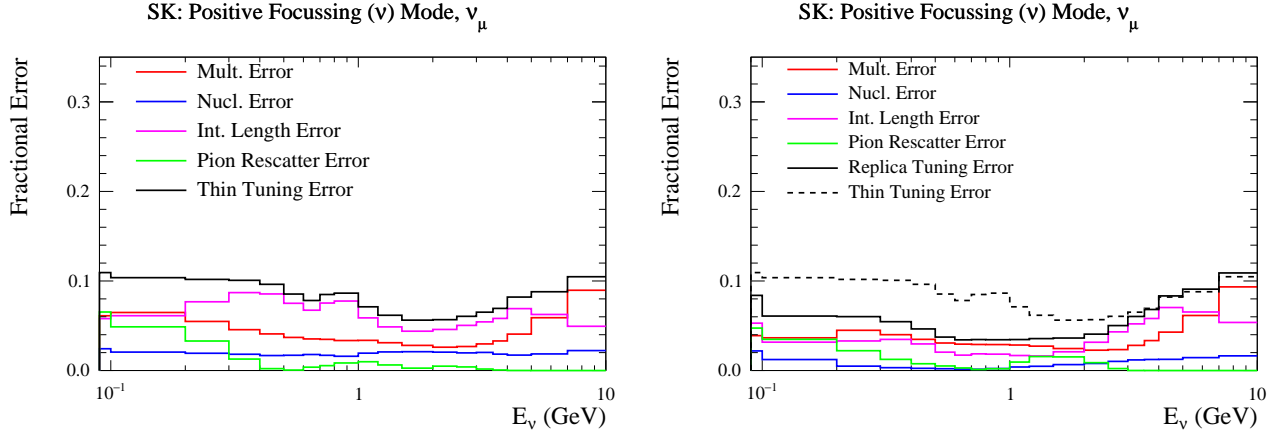 SK: Positive Focussing (ν) Mode, νμ
Fractional Error
0.3
0.2
0.1
0.0
Mult. Error
Nucl. Error
Int. Length Error
Pion Rescatter Error
Thin Tuning Error
10⁻¹
1
10
Eν (GeV)
SK: Positive Focussing (ν) Mode, νμ
Fractional Error
0.3
0.2
0.1
0.0
Mult. Error
Nucl. Error
Int. Length Error
Pion Rescatter Error
Replica Tuning Error
Thin Tuning Error
10⁻¹
1
10
Eν (GeV)